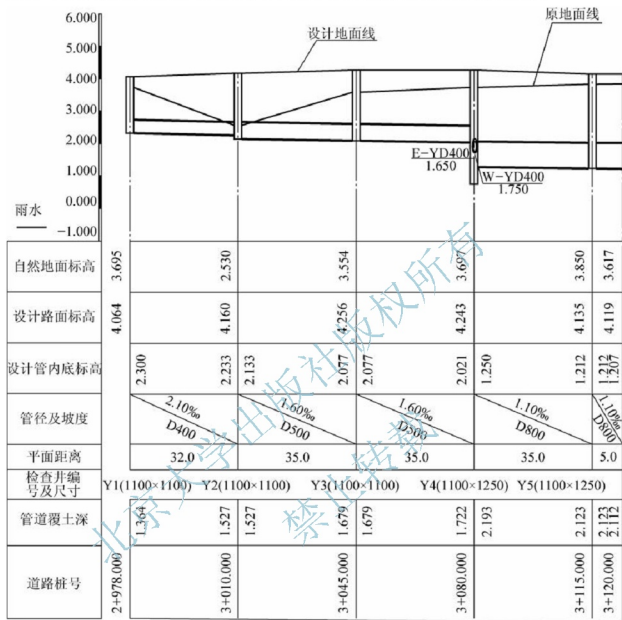 6.000
5.000
4.000
3.000
2.000
1.000
0.000
-1.000
雨水
设计地面线
原地面线
E-YD400
1.650
W-YD400
1.750
自然地面标高 3.695 2.530 3.554 3.697 3.850 3.617
设计路面标高 4.064 4.160 4.256 4.243 4.135 4.119
设计管内底标高 2.300 2.233 2.133 2.077 2.077 2.021 1.250 1.212 1.212 1.207
管径及坡度 2.10‰ D400 1.60‰ D500 1.60‰ D500 1.10‰ D800 1.10‰ D800
平面距离 32.0 35.0 35.0 35.0 5.0
检查井编
号及尺寸 Y1(1100×1100) Y2(1100×1100) Y3(1100×1100) Y4(1100×1250) Y5(1100×1250)
管道覆土深 1.364 1.527 1.527 1.679 1.679 1.722 2.193 2.123 2.123 2.112
道路桩号 2+978.000 3+010.000 3+045.000 3+080.000 3+115.000 3+120.000
北京大学出版社版权所有
禁止转载